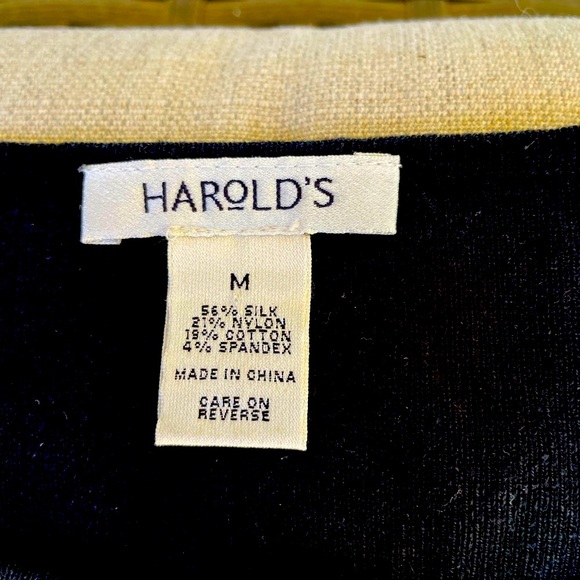 HAROLD'S
M
56% SILK
21% NYLON
19% COTTON
4% SPANDEX
MADE IN CHINA
CARE ON
REVERSE